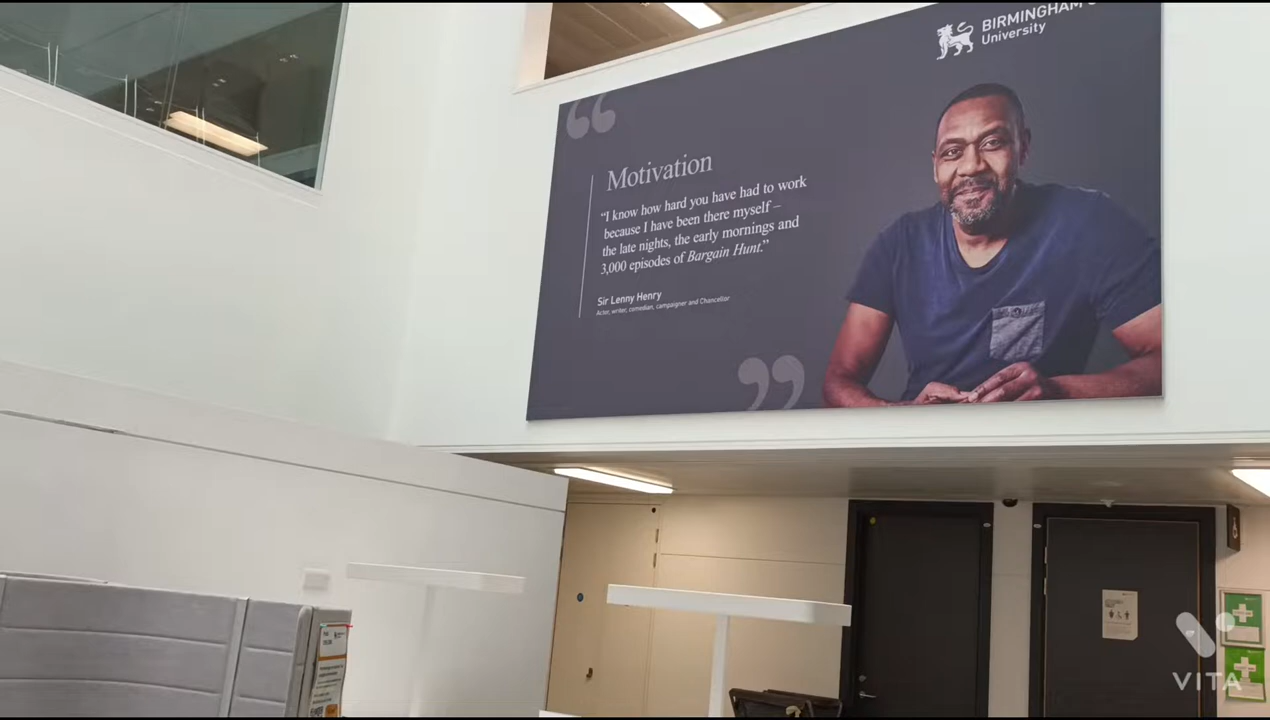 BIRMINGHAM
University
Motivation
“I know how hard you have had to work
because I have been there myself –
the late nights, the early mornings and
3,000 episodes of Bargain Hunt.”
Sir Lenny Henry
Actor, writer, comedian, campaigner and Chancellor
VITA